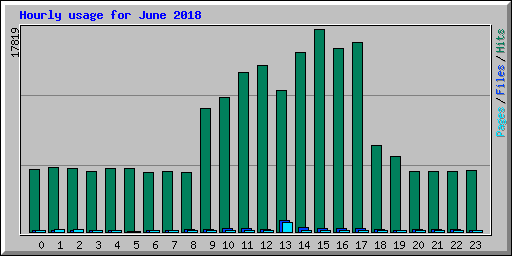 Hourly usage for June 2018
17819
Pages/Files/Hits
0 1 2 3 4 5 6 7 8 9 10 11 12 13 14 15 16 17 18 19 20 21 22 23